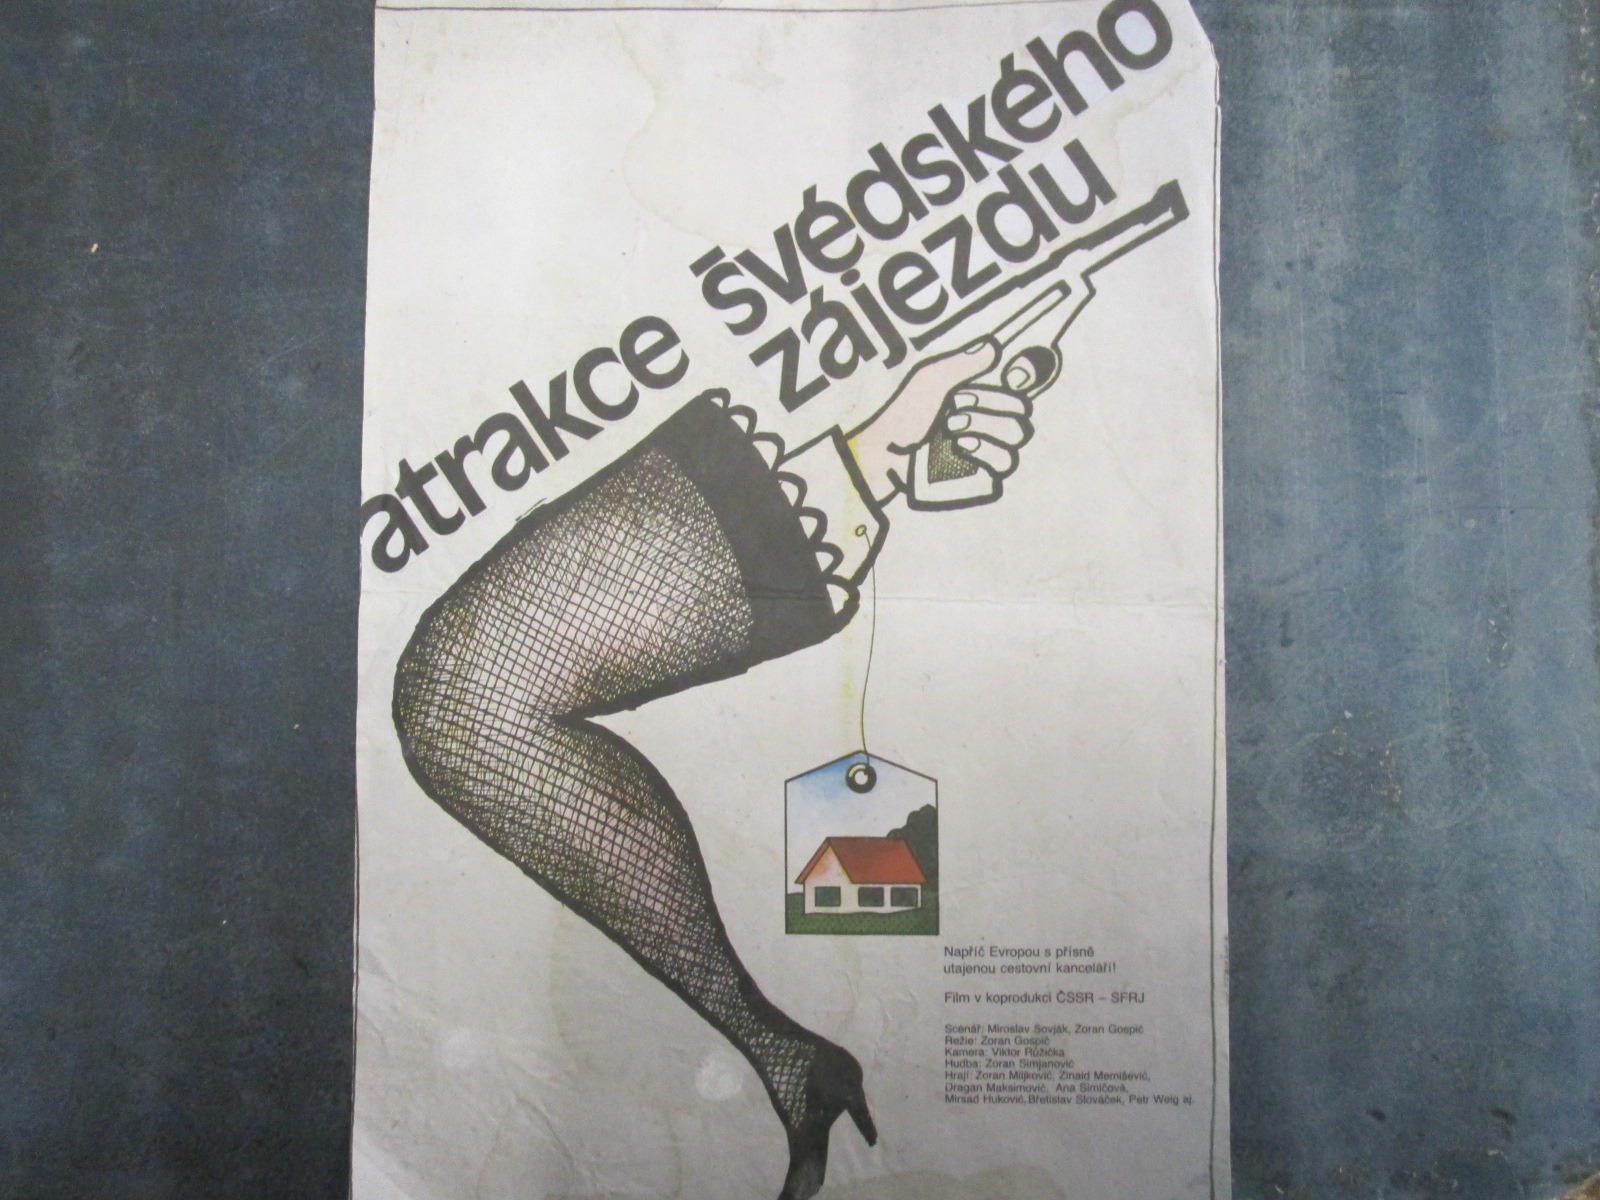 atrakce švédského
zájezdu
Napříč Evropou s přísně
utajenou cestovní kanceláří!
Film v koprodukci ČSSR – SFRJ
Scénář: Miroslav Sovják, Zoran Gospić
Režie: Zoran Gospić
Kamera: Viktor Růžička
Hudba: Zoran Simjanović
Hrají: Zoran Miljković, Zinaid Memišević,
Dragan Maksimović, Ana Simičová,
Mirsad Huković, Břetislav Slováček, Petr Weig aj.